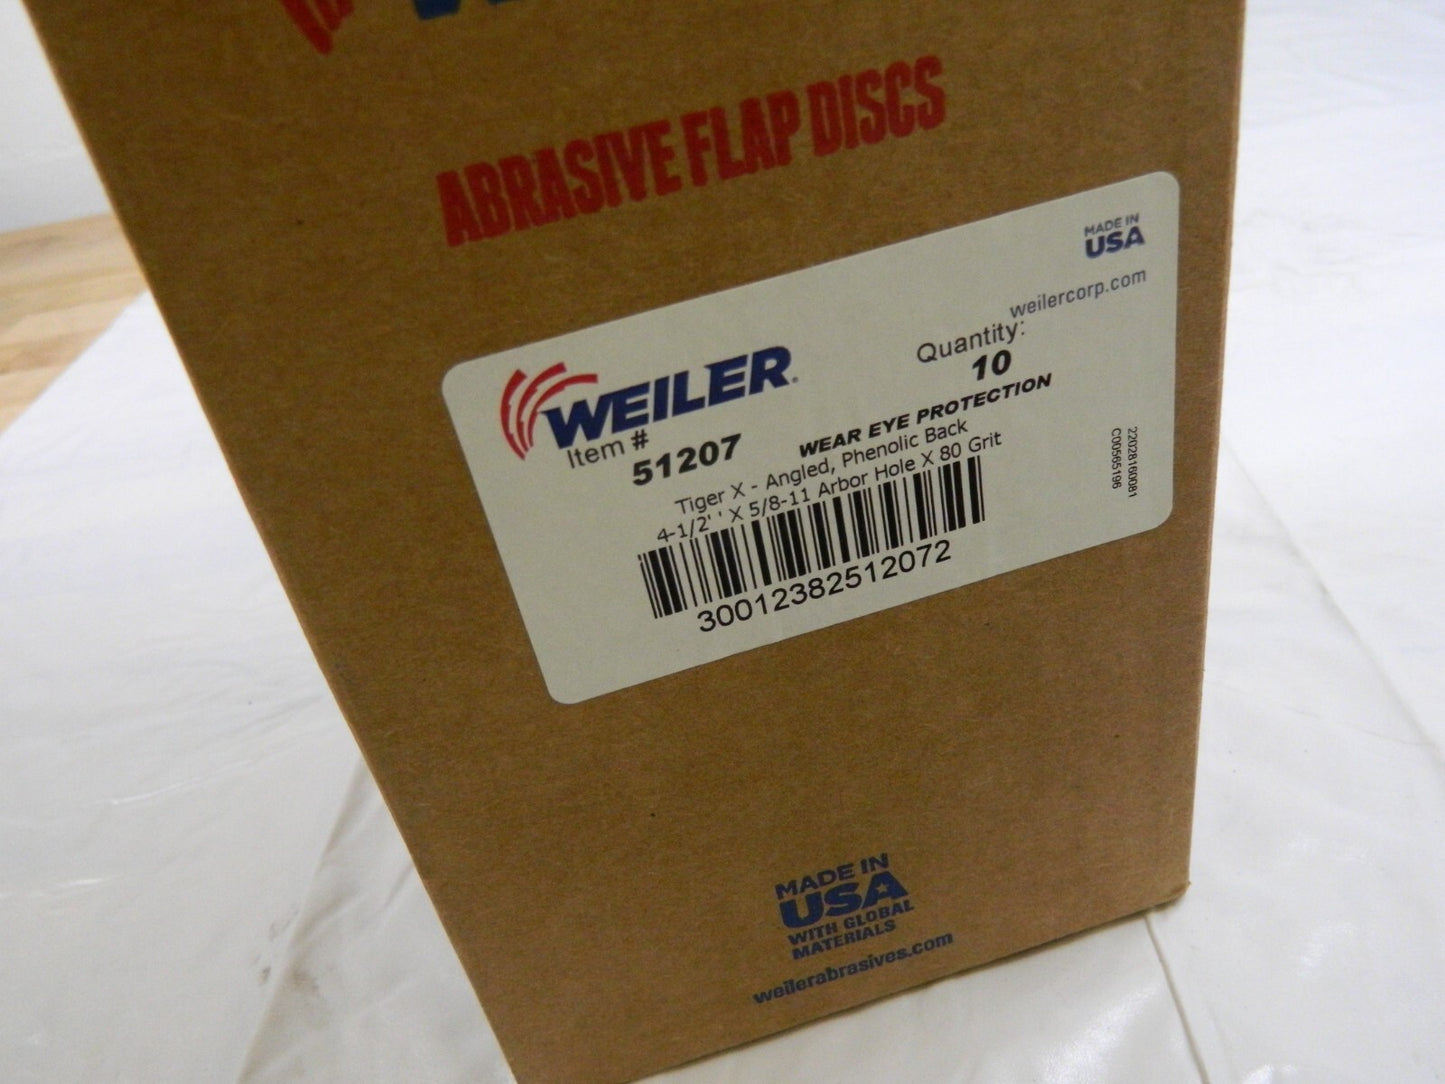 ABRASIVE FLAP DISCS
MADE IN
USA
weilercorp.com
WEILER®
Quantity:
10
Item #
51207
WEAR EYE PROTECTION
Tiger X - Angled, Phenolic Back
4-1/2'' X 5/8-11 Arbor Hole X 80 Grit
30012382512072
22028160081
C00565196
MADE IN
USA
WITH GLOBAL
MATERIALS
weilerabrasives.com